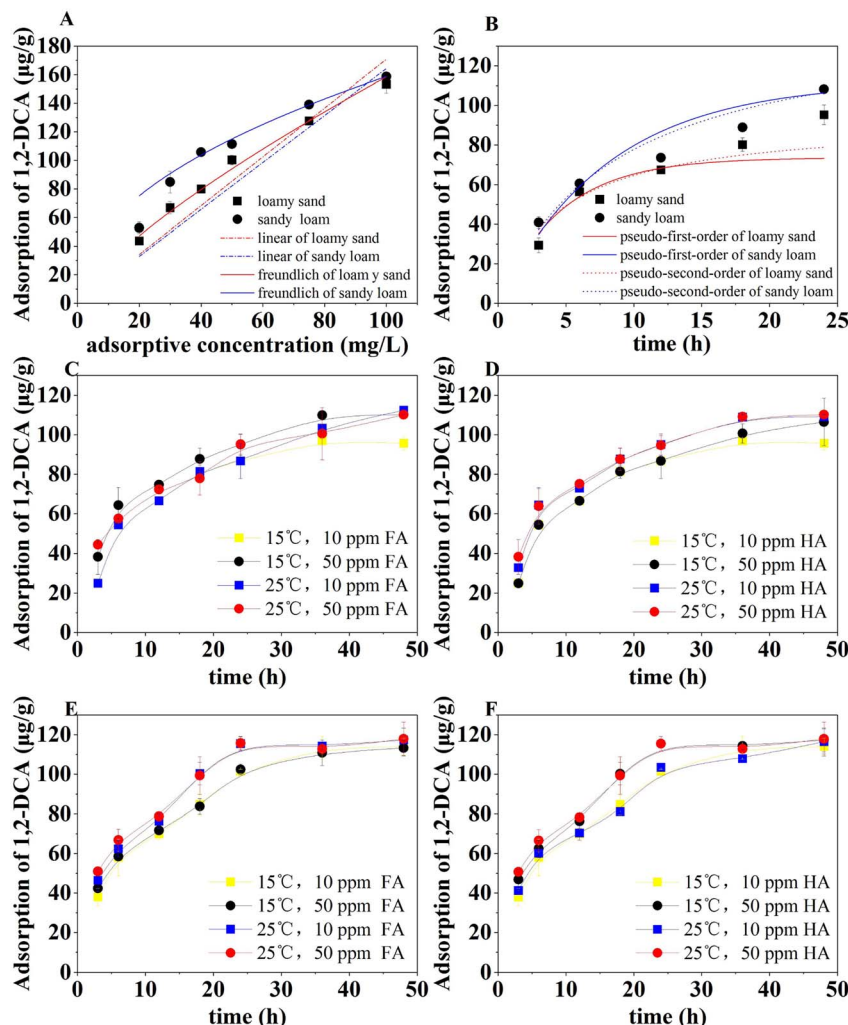 A
Adsorption of 1,2-DCA (μg/g)
180
160
140
120
100
80
60
40
20
0
loamy sand
sandy loam
linear of loamy sand
linear of sandy loam
freundlich of loam y sand
freundlich of sandy loam
0 20 40 60 80 100
adsorptive concentration (mg/L)
B
Adsorption of 1,2-DCA (μg/g)
120
100
80
60
40
20
0
loamy sand
sandy loam
pseudo-first-order of loamy sand
pseudo-first-order of sandy loam
pseudo-second-order of loamy sand
pseudo-second-order of sandy loam
0 5 10 15 20 25
time (h)
C
Adsorption of 1,2-DCA (μg/g)
120
100
80
60
40
20
0
15℃, 10 ppm FA
15℃, 50 ppm FA
25℃, 10 ppm FA
25℃, 50 ppm FA
0 10 20 30 40 50
time (h)
D
Adsorption of 1,2-DCA (μg/g)
120
100
80
60
40
20
0
15℃, 10 ppm HA
15℃, 50 ppm HA
25℃, 10 ppm HA
25℃, 50 ppm HA
0 10 20 30 40 50
time (h)
E
Adsorption of 1,2-DCA (μg/g)
120
100
80
60
40
20
0
15℃, 10 ppm FA
15℃, 50 ppm FA
25℃, 10 ppm FA
25℃, 50 ppm FA
0 10 20 30 40 50
time (h)
F
Adsorption of 1,2-DCA (μg/g)
120
100
80
60
40
20
0
15℃, 10 ppm HA
15℃, 50 ppm HA
25℃, 10 ppm HA
25℃, 50 ppm HA
0 10 20 30 40 50
time (h)